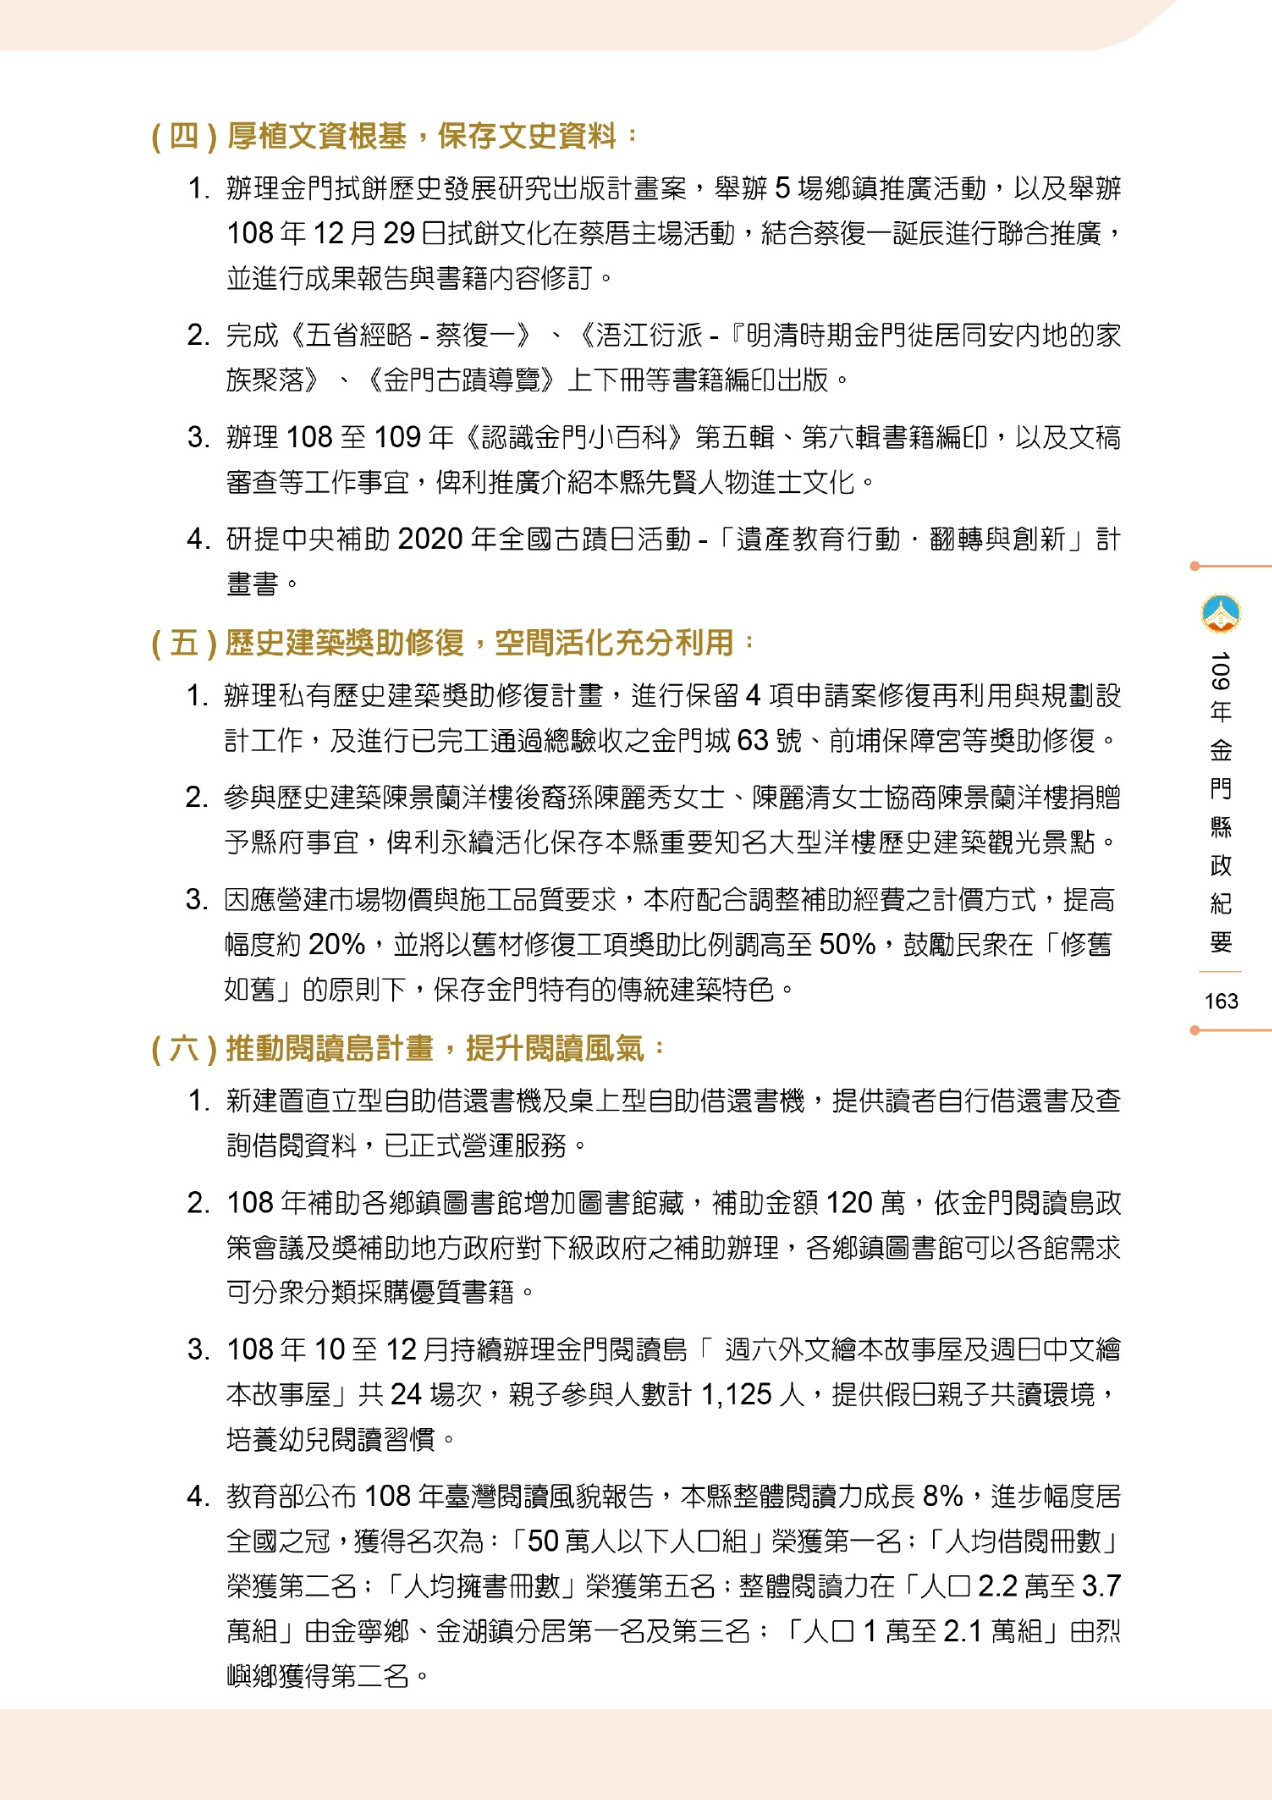 ( 四 ) 厚植文資根基，保存文史資料：
1. 辦理金門拭餅歷史發展研究出版計畫案，舉辦 5 場鄉鎮推廣活動，以及舉辦
108 年 12 月 29 日拭餅文化在蔡厝主場活動，結合蔡復一誕辰進行聯合推廣，
並進行成果報告與書籍內容修訂。
2. 完成《五省經略 - 蔡復一》、《浯江衍派 -『明清時期金門徙居同安內地的家
族聚落》、《金門古蹟導覽》上下冊等書籍編印出版。
3. 辦理 108 至 109 年《認識金門小百科》第五輯、第六輯書籍編印，以及文稿
審查等工作事宜，俾利推廣介紹本縣先賢人物進士文化。
4. 研提中央補助 2020 年全國古蹟日活動 -「遺產教育行動．翻轉與創新」計
畫書。
( 五 ) 歷史建築獎助修復，空間活化充分利用：
1. 辦理私有歷史建築獎助修復計畫，進行保留 4 項申請案修復再利用與規劃設
計工作，及進行已完工通過總驗收之金門城 63 號、前埔保障宮等獎助修復。
2. 參與歷史建築陳景蘭洋樓後裔孫陳麗秀女士、陳麗清女士協商陳景蘭洋樓捐贈
予縣府事宜，俾利永續活化保存本縣重要知名大型洋樓歷史建築觀光景點。
3. 因應營建市場物價與施工品質要求，本府配合調整補助經費之計價方式，提高
幅度約 20%，並將以舊材修復工項獎助比例調高至 50%，鼓勵民眾在「修舊
如舊」的原則下，保存金門特有的傳統建築特色。
( 六 ) 推動閱讀島計畫，提升閱讀風氣：
1. 新建置直立型自助借還書機及桌上型自助借還書機，提供讀者自行借還書及查
詢借閱資料，已正式營運服務。
2. 108 年補助各鄉鎮圖書館增加圖書館藏，補助金額 120 萬，依金門閱讀島政
策會議及獎補助地方政府對下級政府之補助辦理，各鄉鎮圖書館可以各館需求
可分眾分類採購優質書籍。
3. 108 年 10 至 12 月持續辦理金門閱讀島「 週六外文繪本故事屋及週日中文繪
本故事屋」共 24 場次，親子參與人數計 1,125 人，提供假日親子共讀環境，
培養幼兒閱讀習慣。
4. 教育部公布 108 年臺灣閱讀風貌報告，本縣整體閱讀力成長 8%，進步幅度居
全國之冠，獲得名次為：「50 萬人以下人口組」榮獲第一名；「人均借閱冊數」
榮獲第二名；「人均擁書冊數」榮獲第五名；整體閱讀力在「人口 2.2 萬至 3.7
萬組」由金寧鄉、金湖鎮分居第一名及第三名；「人口 1 萬至 2.1 萬組」由烈
嶼鄉獲得第二名。
109 年金門縣政紀要
163